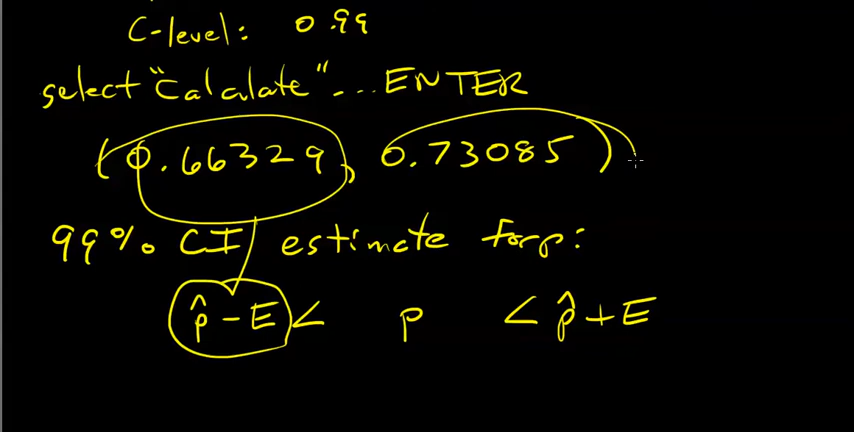 C-level: 0.99
select "Calculate"...ENTER
(0.66329, 0.73085)
99% CI estimate for p:
p̂-E< p <p̂+E